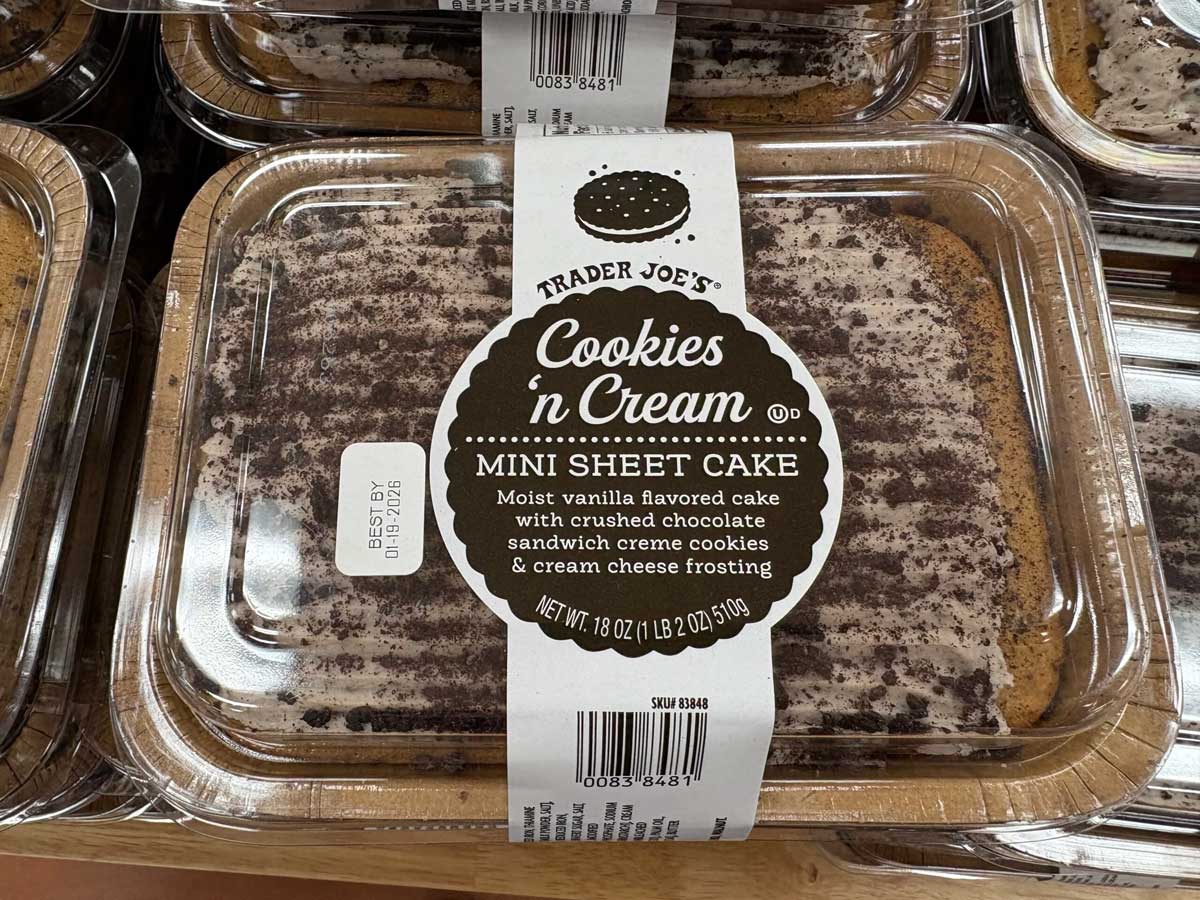 0083 8481
TRADER JOE'S®
Cookies
'n Cream ⓊD
MINI SHEET CAKE
Moist vanilla flavored cake
with crushed chocolate
sandwich creme cookies
& cream cheese frosting
NET WT. 18 OZ (1 LB 2 OZ) 510g
BEST BY
01-19-2026
SKU# 83848
0083 8481